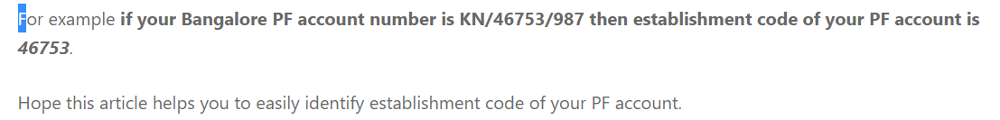 For example if your Bangalore PF account number is KN/46753/987 then establishment code of your PF account is
46753.
Hope this article helps you to easily identify establishment code of your PF account.